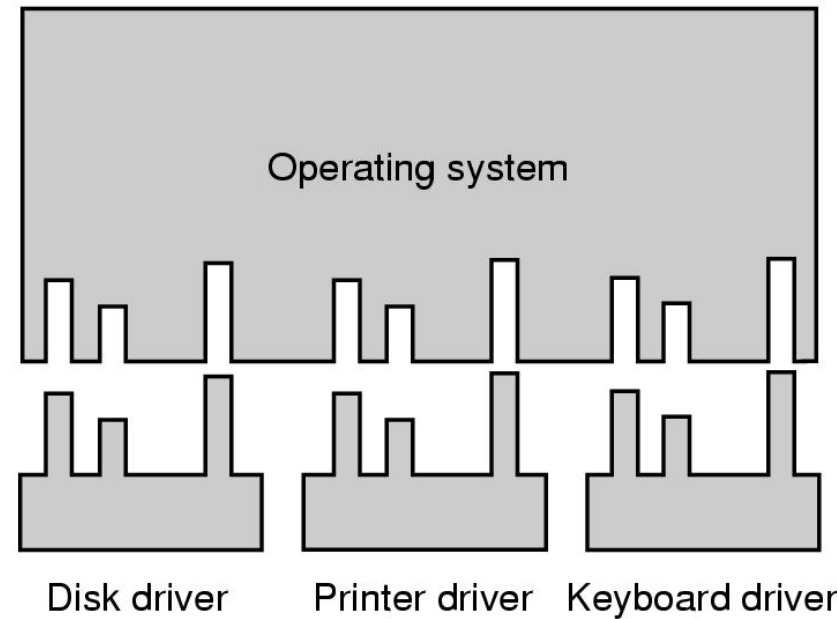 Operating system
Disk driver
Printer driver
Keyboard driver